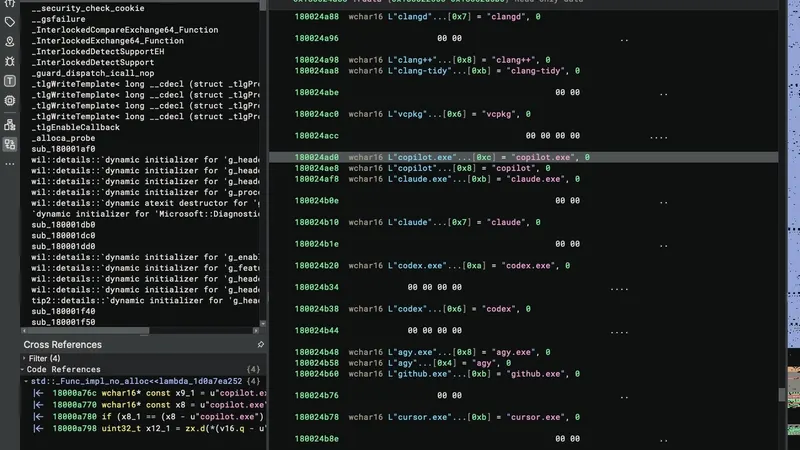 __security_check_cookie
__gsfailure
_InterlockedCompareExchange64_Function
_InterlockedExchange64_Function
_InterlockedDetectSupportEH
_InterlockedDetectSupport
_guard_dispatch_icall_nop
_tlgWriteTemplate< long __cdecl (struct _tlgPr
_tlgWriteTemplate< long __cdecl (struct _tlgPr
_tlgWriteTemplate< long __cdecl (struct _tlgPr
_tlgWriteTemplate< long __cdecl (struct _tlgPr
_tlgEnableCallback
_alloca_probe
sub_180001af0
wil::details::`dynamic initializer for 'g_head
wil::details::`dynamic initializer for 'g_head
wil::details::`dynamic initializer for 'g_head
wil::details::`dynamic initializer for 'g_proc
wil::details::`dynamic atexit destructor for 'g
`dynamic initializer for 'Microsoft::Diagnostic
sub_180001db0
sub_180001dc0
sub_180001dd0
wil::details::`dynamic initializer for 'g_enabl
wil::details::`dynamic initializer for 'g_featu
wil::details::`dynamic initializer for 'g_heade
wil::details::`dynamic initializer for 'g_heade
tip2::details::`dynamic initializer for 'g_head
sub_180001f40
sub_180001f50
Cross References
Filter (4)
Code References {4}
std::_Func_impl_no_alloc<<lambda_1d0a7ea252 {4}
18000a76c wchar16* const x9_1 = u"copilot.ex
18000a770 wchar16* const x8 = u"copilot.exe"
18000a780 if (x8_1 == (x8 - u"copilot.exe")
18000a798 uint32_t x12_1 = zx.d(*(v16.q - u
180024a88 wchar16 L"clangd"...[0x7] = "clangd", 0
180024a96 00 00 ..
180024a98 wchar16 L"clang++"...[0x8] = "clang++", 0
180024aa8 wchar16 L"clang-tidy"...[0xb] = "clang-tidy", 0
180024abe 00 00 ..
180024ac0 wchar16 L"vcpkg"...[0x6] = "vcpkg", 0
180024acc 00 00 00 00 ....
180024ad0 wchar16 L"copilot.exe"...[0xc] = "copilot.exe", 0
180024ae8 wchar16 L"copilot"...[0x8] = "copilot", 0
180024af8 wchar16 L"claude.exe"...[0xb] = "claude.exe", 0
180024b0e 00 00 ..
180024b10 wchar16 L"claude"...[0x7] = "claude", 0
180024b1e 00 00 ..
180024b20 wchar16 L"codex.exe"...[0xa] = "codex.exe", 0
180024b34 00 00 00 00 ....
180024b38 wchar16 L"codex"...[0x6] = "codex", 0
180024b44 00 00 00 00 ....
180024b48 wchar16 L"agy.exe"...[0x8] = "agy.exe", 0
180024b58 wchar16 L"agy"...[0x4] = "agy", 0
180024b60 wchar16 L"github.exe"...[0xb] = "github.exe", 0
180024b76 00 00 ..
180024b78 wchar16 L"cursor.exe"...[0xb] = "cursor.exe", 0
180024b8e 00 00 ..